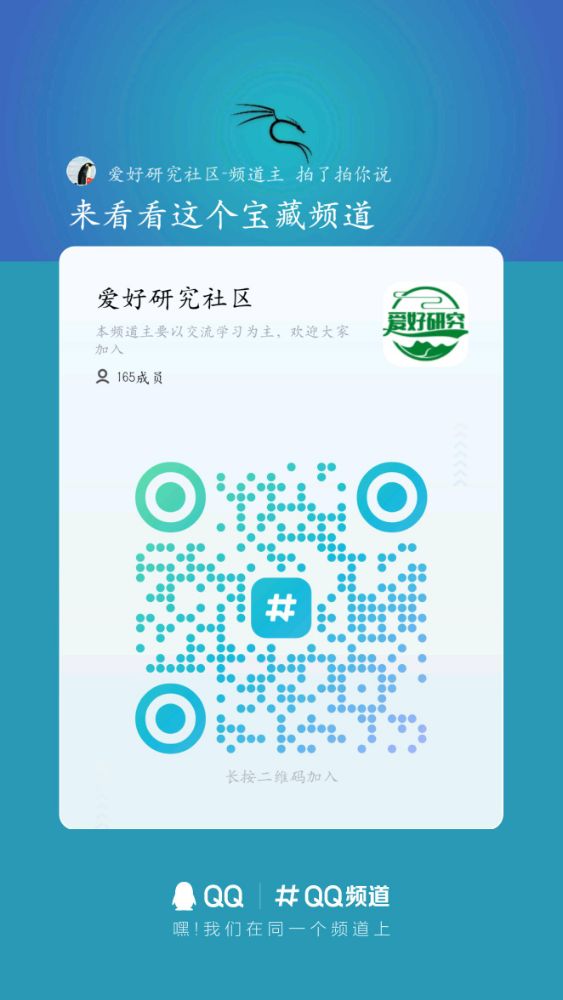 爱好研究社区-频道主 拍了拍你说
来看看这个宝藏频道
爱好研究社区
本频道主要以交流学习为主，欢迎大家
加入
165成员
爱好研究
长按二维码加入
QQ
QQ频道
嘿!我们在同一个频道上